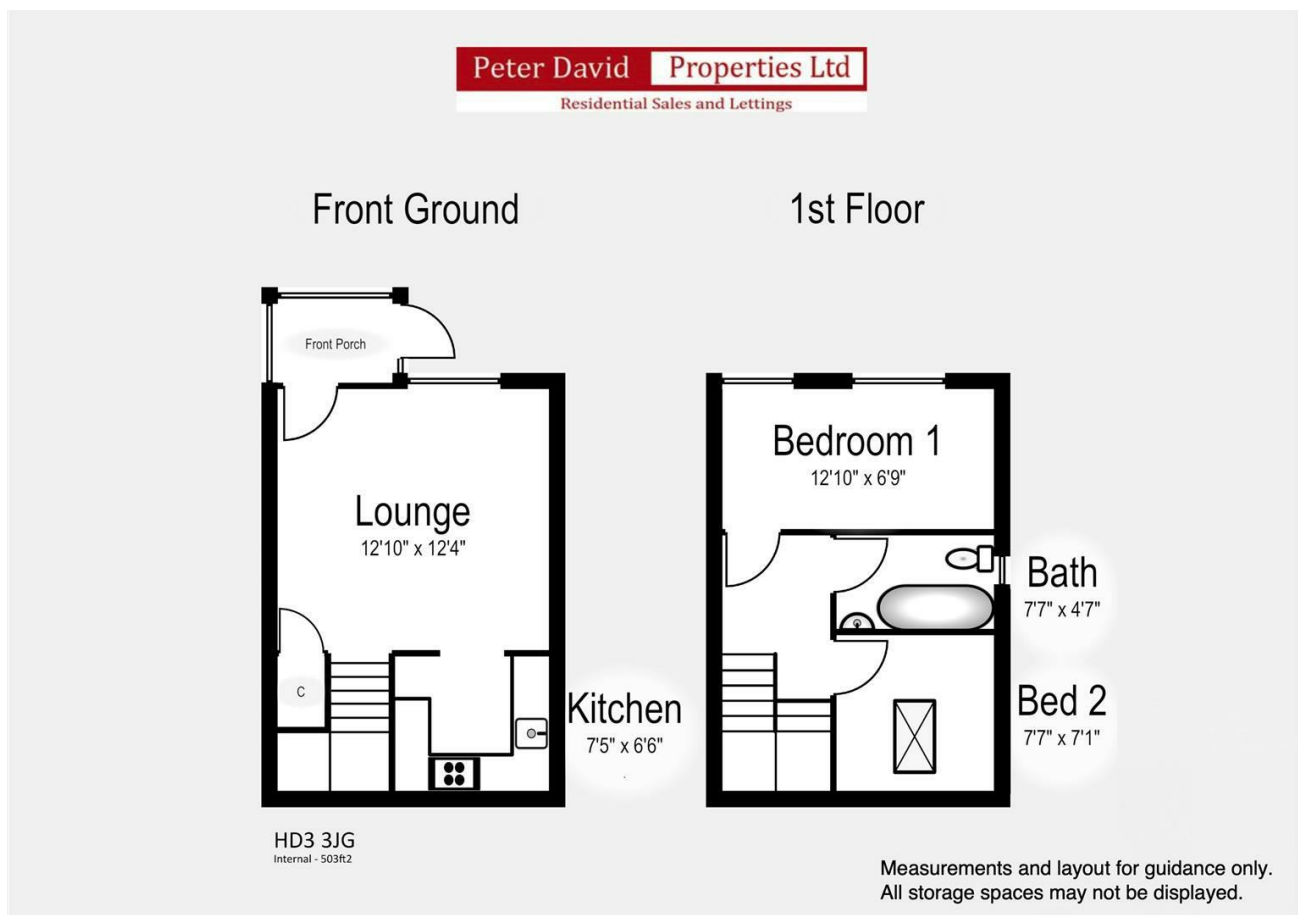 Peter David Properties Ltd
Residential Sales and Lettings
Front Ground
1st Floor
Front Porch
Lounge
12'10" x 12'4"
C
Kitchen
7'5" x 6'6"
Bedroom 1
12'10" x 6'9"
Bath
7'7" x 4'7"
Bed 2
7'7" x 7'1"
HD3 3JG
Internal - 503ft2
Measurements and layout for guidance only.
All storage spaces may not be displayed.